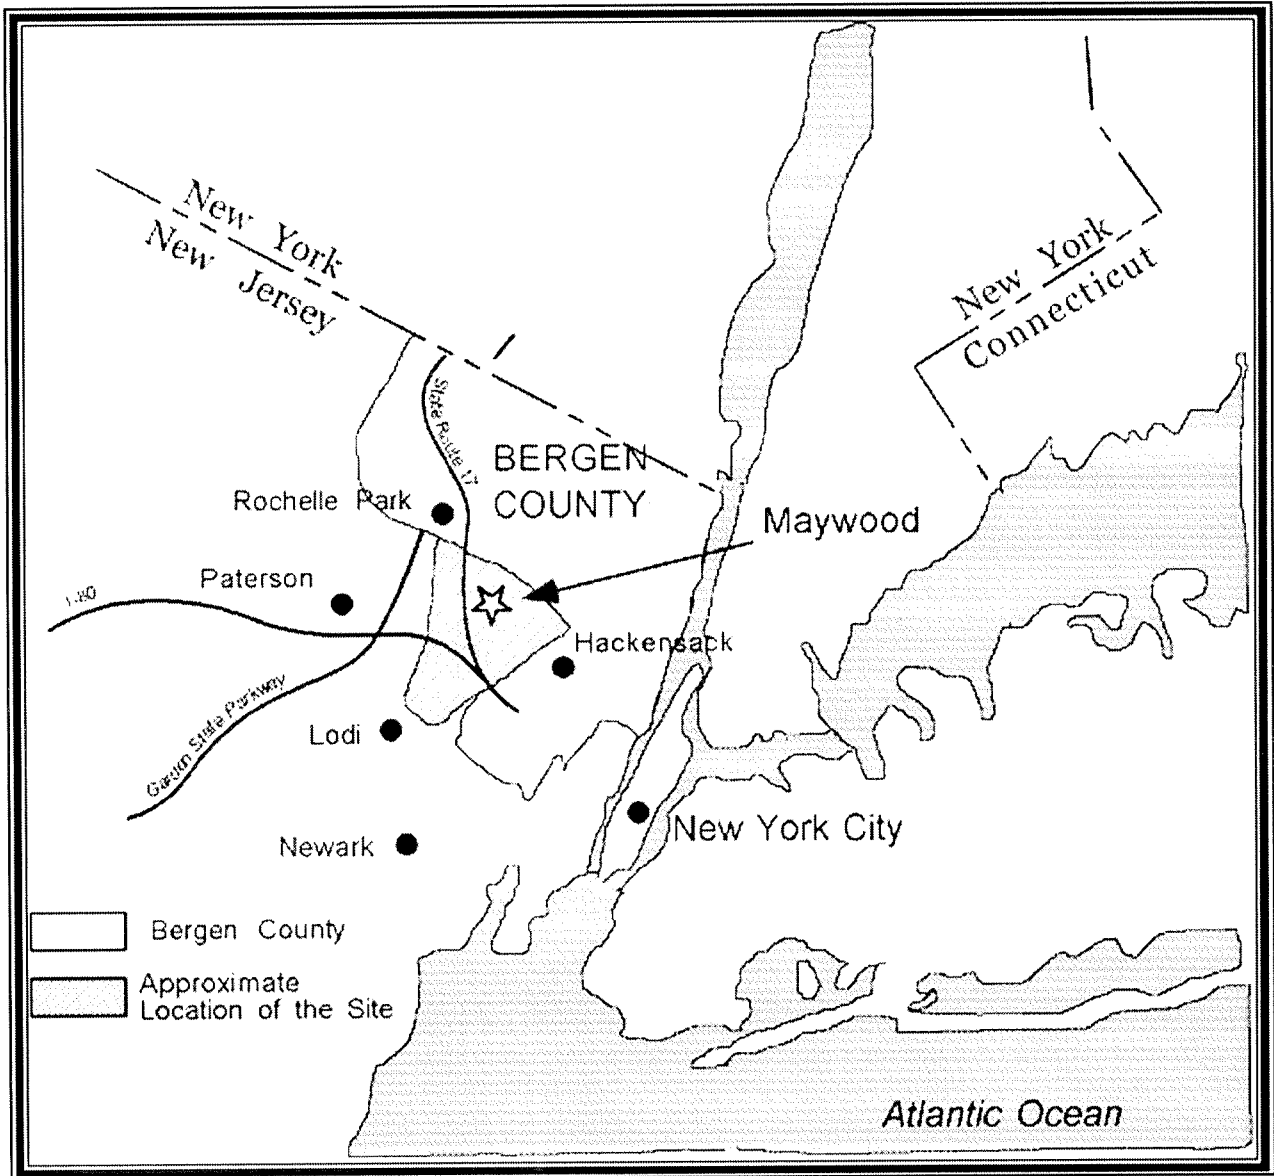 New York
New Jersey
New York
Connecticut
State Route 17
BERGEN
COUNTY
Rochelle Park
Maywood
Paterson
I-80
Hackensack
Garden State Parkway
Lodi
New York City
Newark
Bergen County
Approximate
Location of the Site
Atlantic Ocean